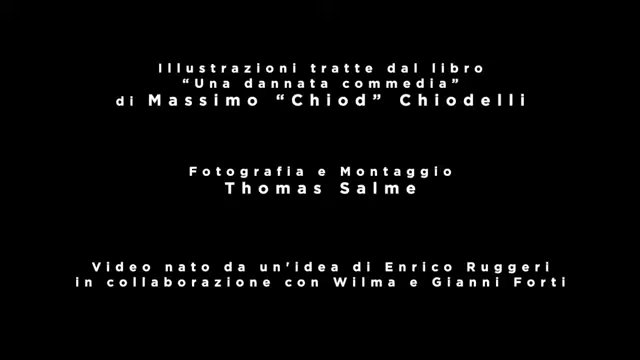 Illustrazioni tratte dal libro
“Una dannata commedia”
di Massimo “Chiod” Chiodelli
Fotografia e Montaggio
Thomas Salme
Video nato da un'idea di Enrico Ruggeri
in collaborazione con Wilma e Gianni Forti